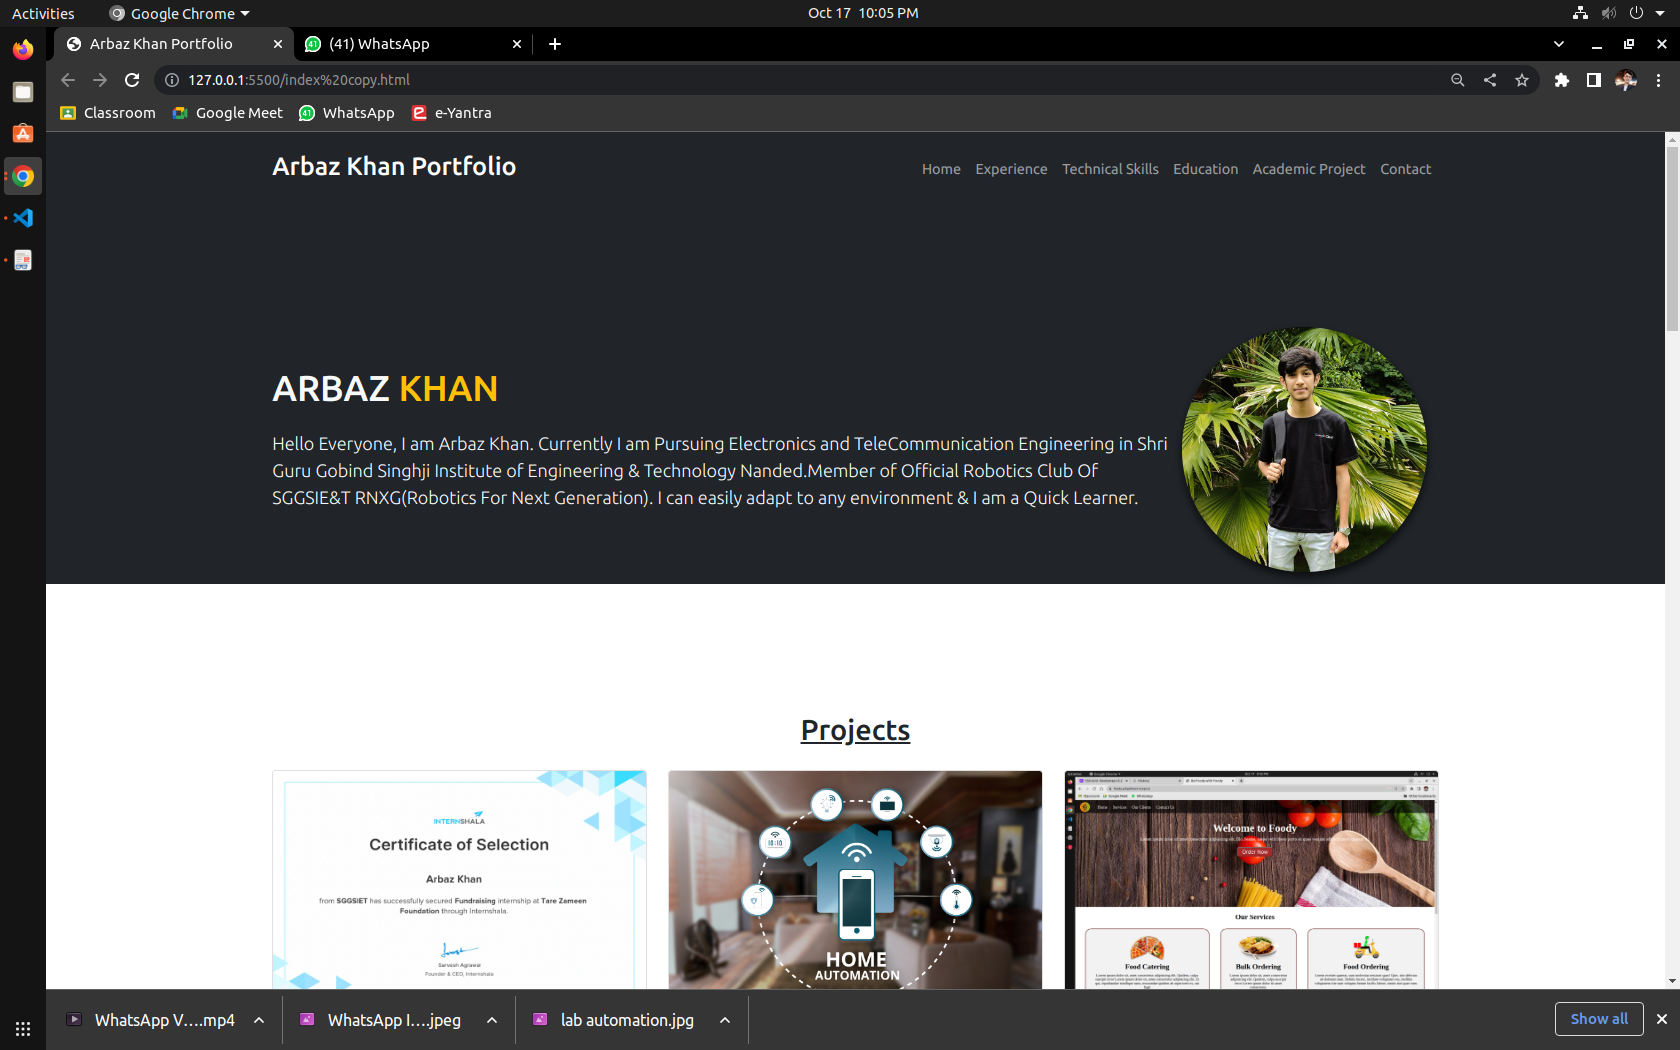 Activities
Google Chrome
Oct 17 10:05 PM
Arbaz Khan Portfolio
(41) WhatsApp
127.0.0.1:5500/index%20copy.html
Classroom
Google Meet
WhatsApp
e-Yantra
Arbaz Khan Portfolio
Home
Experience
Technical Skills
Education
Academic Project
Contact
ARBAZ KHAN
Hello Everyone, I am Arbaz Khan. Currently I am Pursuing Electronics and TeleCommunication Engineering in Shri
Guru Gobind Singhji Institute of Engineering & Technology Nanded.Member of Official Robotics Club Of
SGGSIE&T RNXG(Robotics For Next Generation). I can easily adapt to any environment & I am a Quick Learner.
Projects
INTERNSHALA
Certificate of Selection
Arbaz Khan
from SGGSIET has successfully secured Fundraising internship at Tare Zameen
Foundation through Internshala.
Sarvesh Agrawal
Founder & CEO, Internshala
10:10
HOME
AUTOMATION
Welcome to Foody
Order Now
Our Services
Food Catering
Bulk Ordering
Food Ordering
WhatsApp V....mp4
WhatsApp I....jpeg
lab automation.jpg
Show all